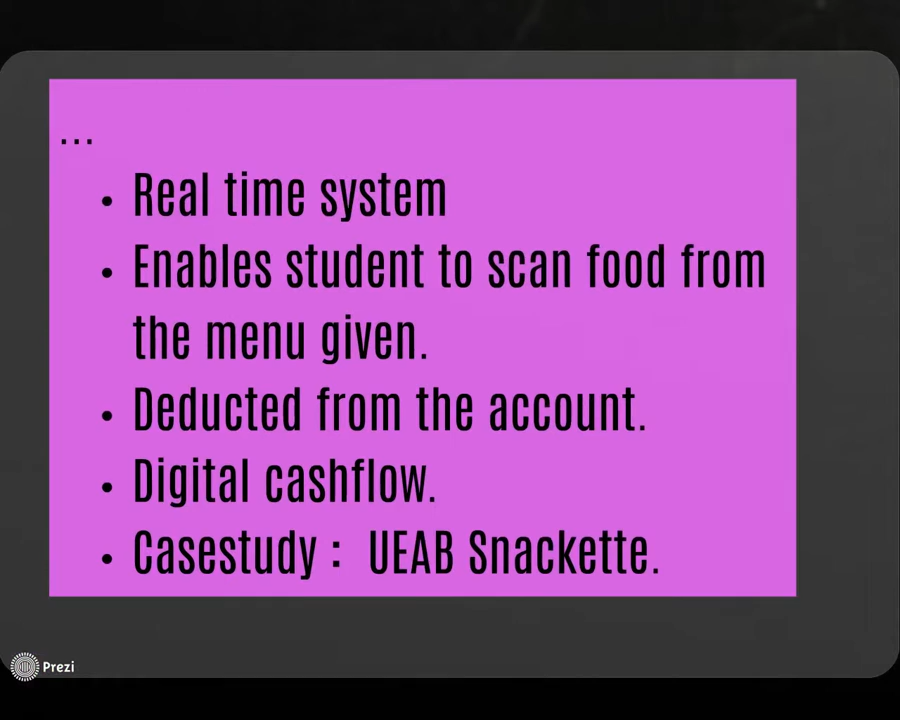 ...
• Real time system
• Enables student to scan food from
the menu given.
• Deducted from the account.
• Digital cashflow.
• Casestudy : UEAB Snackette.
Prezi